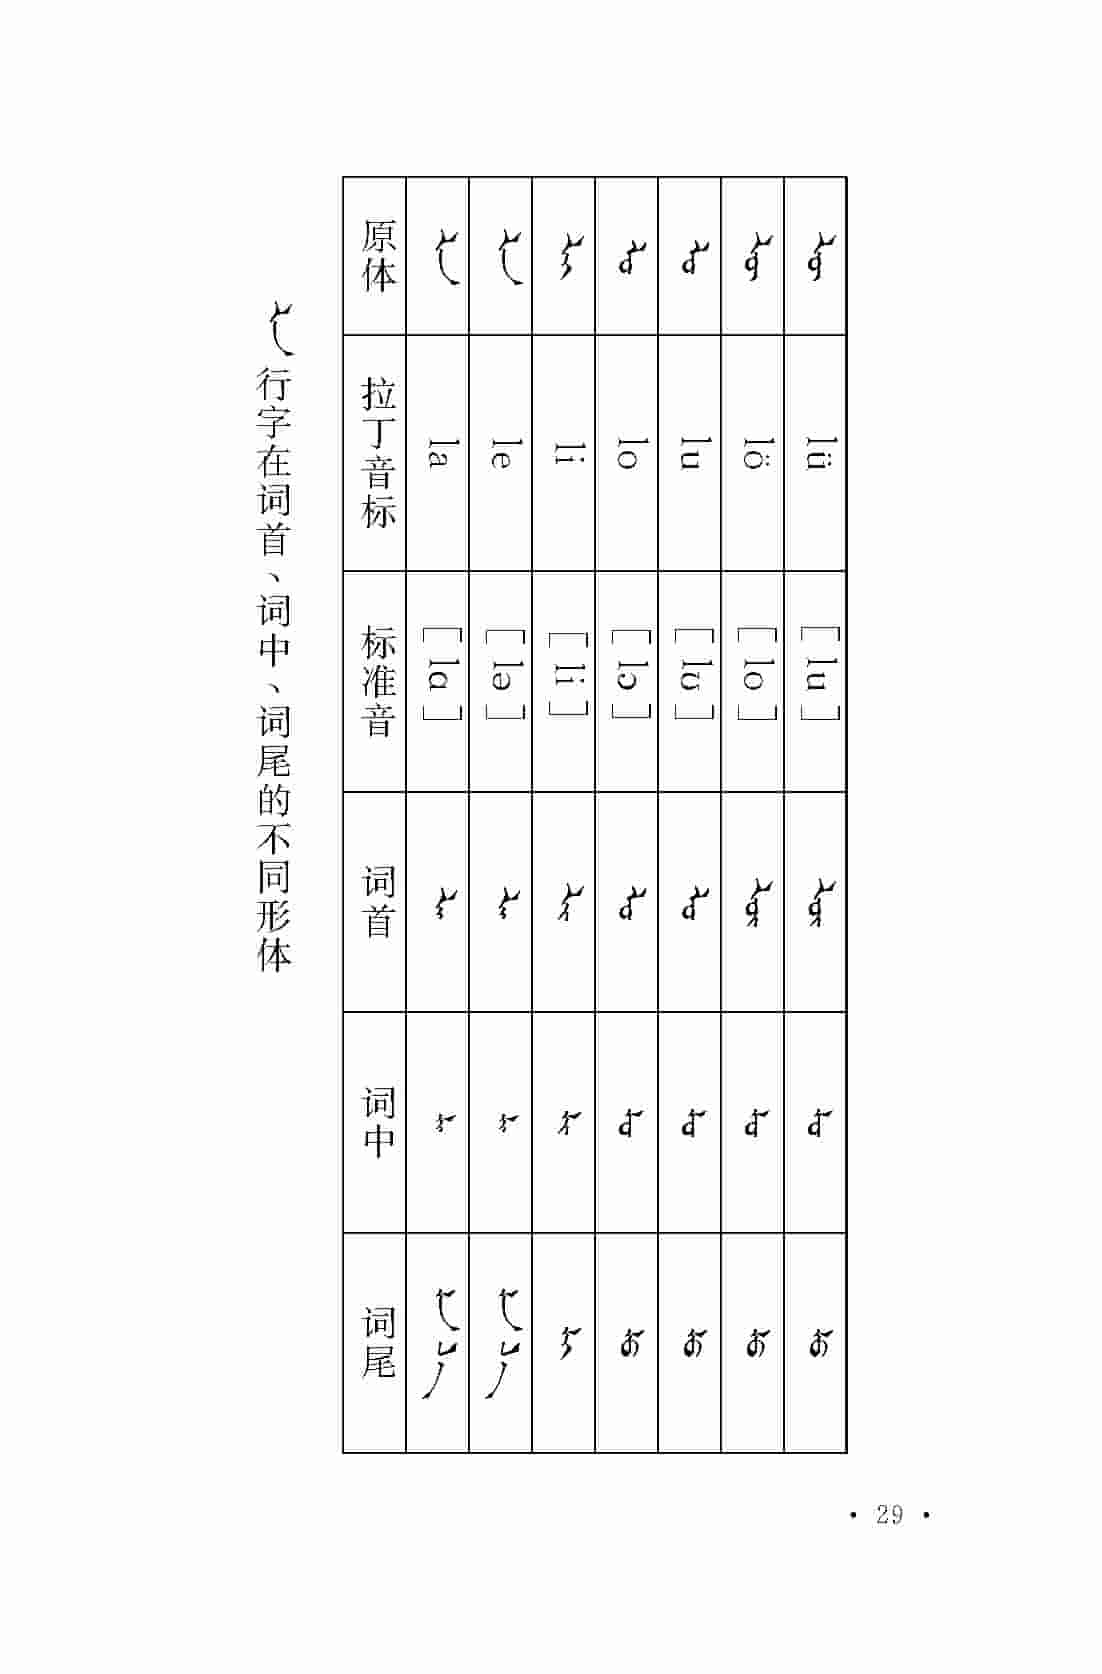 ᠯᠠ 行字在词首、词中、词尾的不同形体
原体 ᠯᠠ ᠯᠡ ᠯᠢ ᠯᠣ ᠯᠤ ᠯᠥ ᠯᠦ
拉丁音标 la le li lo lu lö lü
标准音 [lɑ] [lə] [li] [lɔ] [lʊ] [lo] [lu]
词首 ᠯᠠ᠊ ᠯᠡ᠊ ᠯᠢ᠊ ᠯᠣ᠊ ᠯᠤ᠊ ᠯᠥ᠊ ᠯᠦ᠊
词中 ᠊ᠯᠠ᠊ ᠊ᠯᠡ᠊ ᠊ᠯᠢ᠊ ᠊ᠯᠣ᠊ ᠊ᠯᠤ᠊ ᠊ᠯᠥ᠊ ᠊ᠯᠦ᠊
词尾 ᠊ᠯᠠ ᠊ᠯ᠎ᠠ ᠊ᠯᠡ ᠊ᠯ᠎ᠡ ᠊ᠯᠢ ᠊ᠯᠣ ᠊ᠯᠤ ᠊ᠯᠥ ᠊ᠯᠦ
· 29 ·